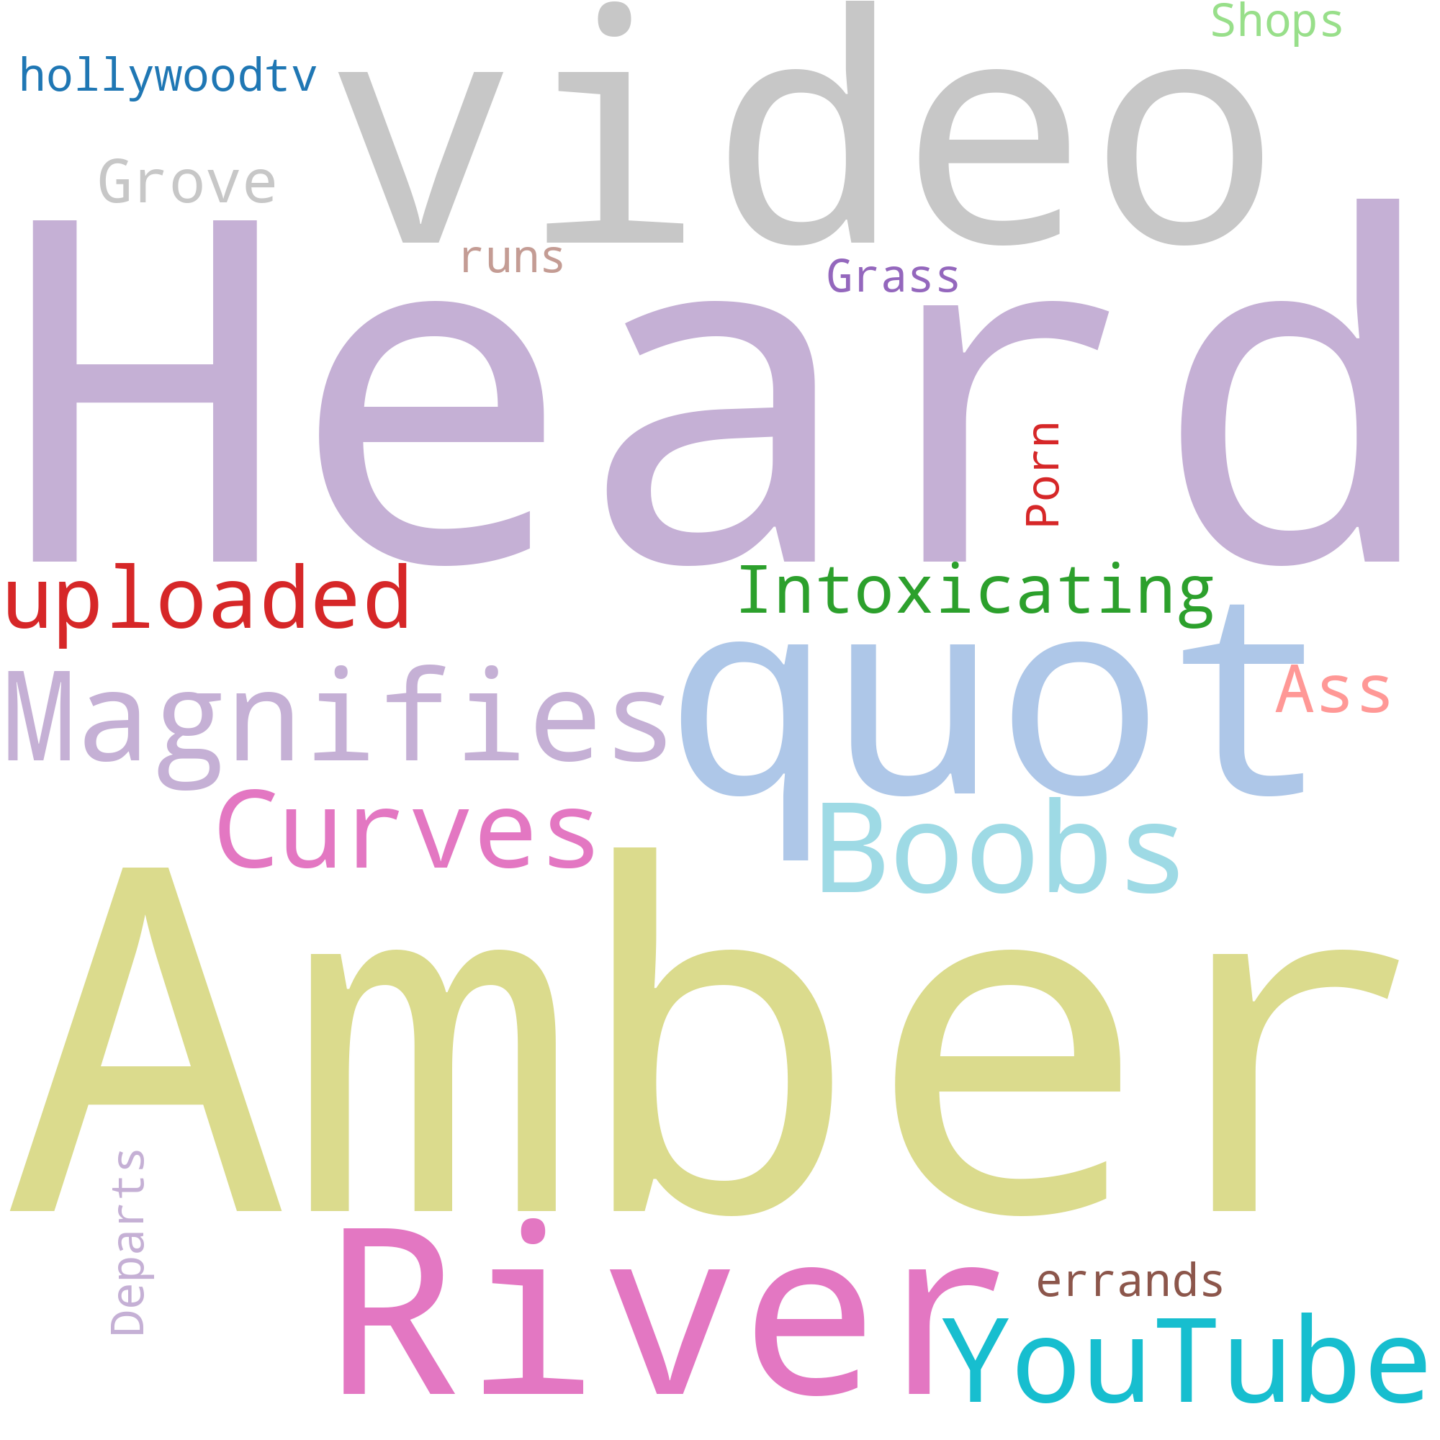 Shops
hollywoodtv
video
Grove
runs
Grass
Heard
Porn
uploaded
Intoxicating
Magnifies
quot
Ass
Curves
Boobs
Amber
Departs
River
errands
YouTube